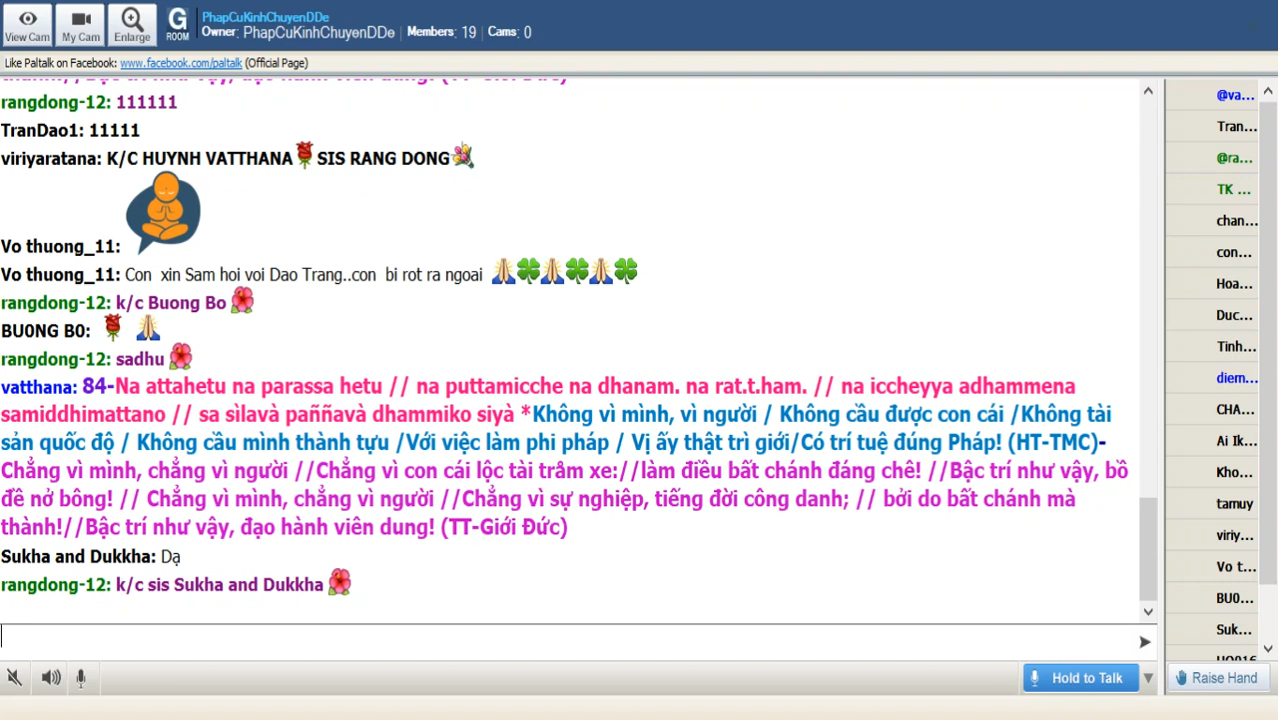 PhapCuKinhChuyenDDe
Owner: PhapCuKinhChuyenDDe Members: 19 Cams: 0
View Cam My Cam Enlarge G ROOM
Like Paltalk on Facebook: www.facebook.com/paltalk (Official Page)
rangdong-12: 111111
TranDao1: 11111
viriyaratana: K/C HUYNH VATTHANA SIS RANG DONG
Vo thuong_11:
Vo thuong_11: Con xin Sam hoi voi Dao Trang..con bi rot ra ngoai
rangdong-12: k/c Buong Bo
BU0NG B0:
rangdong-12: sadhu
vatthana: 84-Na attahetu na parassa hetu // na puttamicche na dhanam. na rat.t.ham. // na iccheyya adhammena
samiddhimattano // sa sìlavà paññavà dhammiko siyà *Không vì mình, vì người / Không cầu được con cái /Không tài
sản quốc độ / Không cầu mình thành tựu /Với việc làm phi pháp / Vị ấy thật trì giới/Có trí tuệ đúng Pháp! (HT-TMC)-
Chẳng vì mình, chẳng vì người //Chẳng vì con cái lộc tài trăm xe://làm điều bất chánh đáng chê! //Bậc trí như vậy, bồ
đề nở bông! // Chẳng vì mình, chẳng vì người //Chẳng vì sự nghiệp, tiếng đời công danh; // bởi do bất chánh mà
thành!//Bậc trí như vậy, đạo hành viên dung! (TT-Giới Đức)
Sukha and Dukkha: Dạ
rangdong-12: k/c sis Sukha and Dukkha
Hold to Talk
@va...
Tran...
@ra...
TK ...
chan...
con...
Hoa...
Duc...
Tinh...
diem...
CHA...
Ai Ik...
Kho...
tamuy
viriy...
Vo t...
BU0...
Suk...
Raise Hand